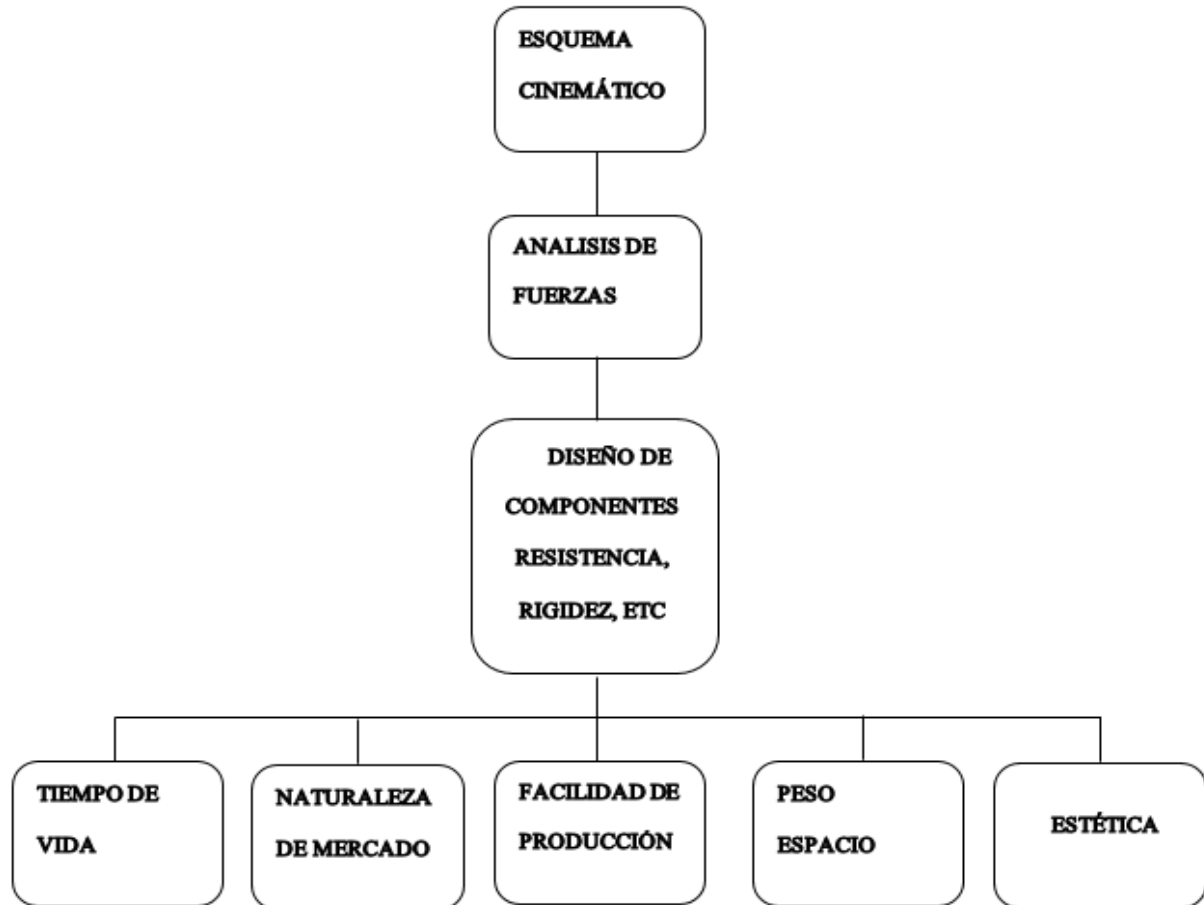 ESQUEMA
CINEMÁTICO
ANALISIS DE
FUERZAS
DISEÑO DE
COMPONENTES
RESISTENCIA,
RIGIDEZ, ETC
TIEMPO DE
VIDA
NATURALEZA
DE MERCADO
FACILIDAD DE
PRODUCCIÓN
PESO
ESPACIO
ESTÉTICA